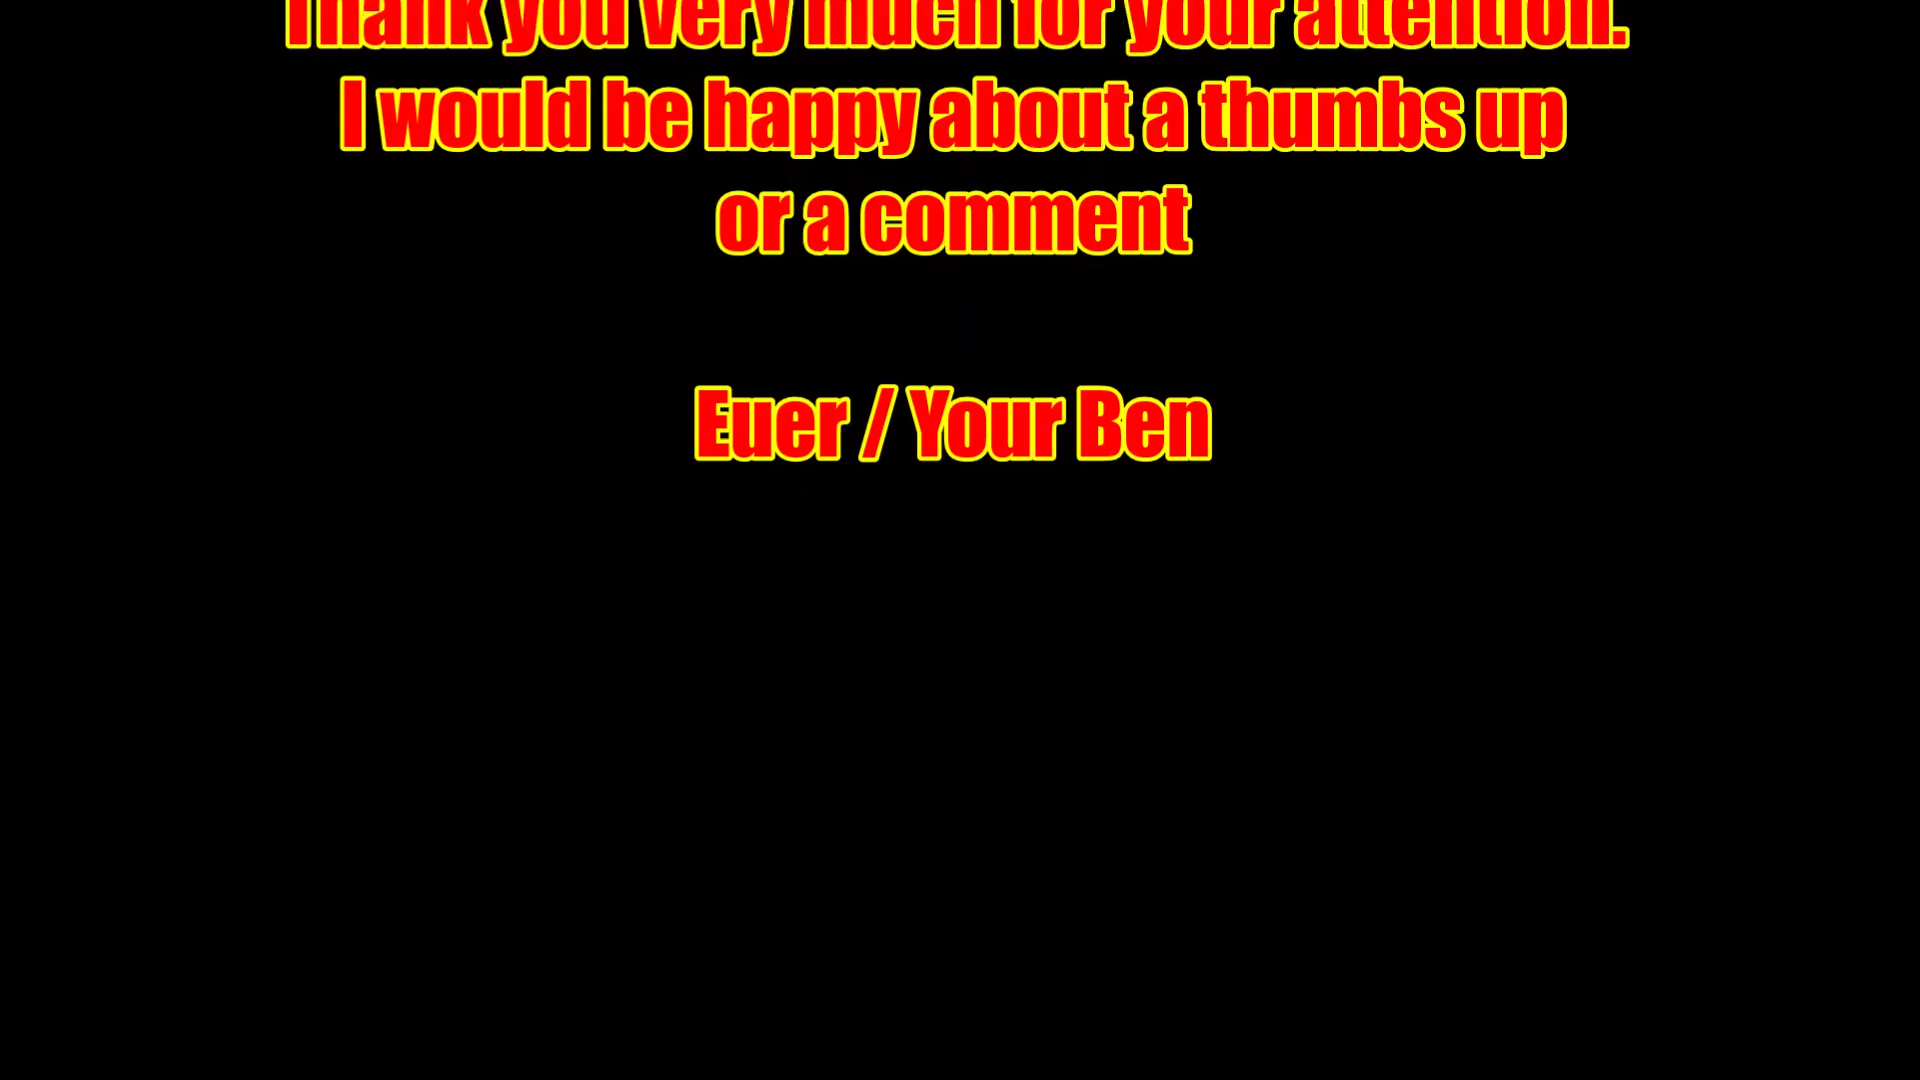 Thank you very much for your attention.
I would be happy about a thumbs up
or a comment
Euer / Your Ben